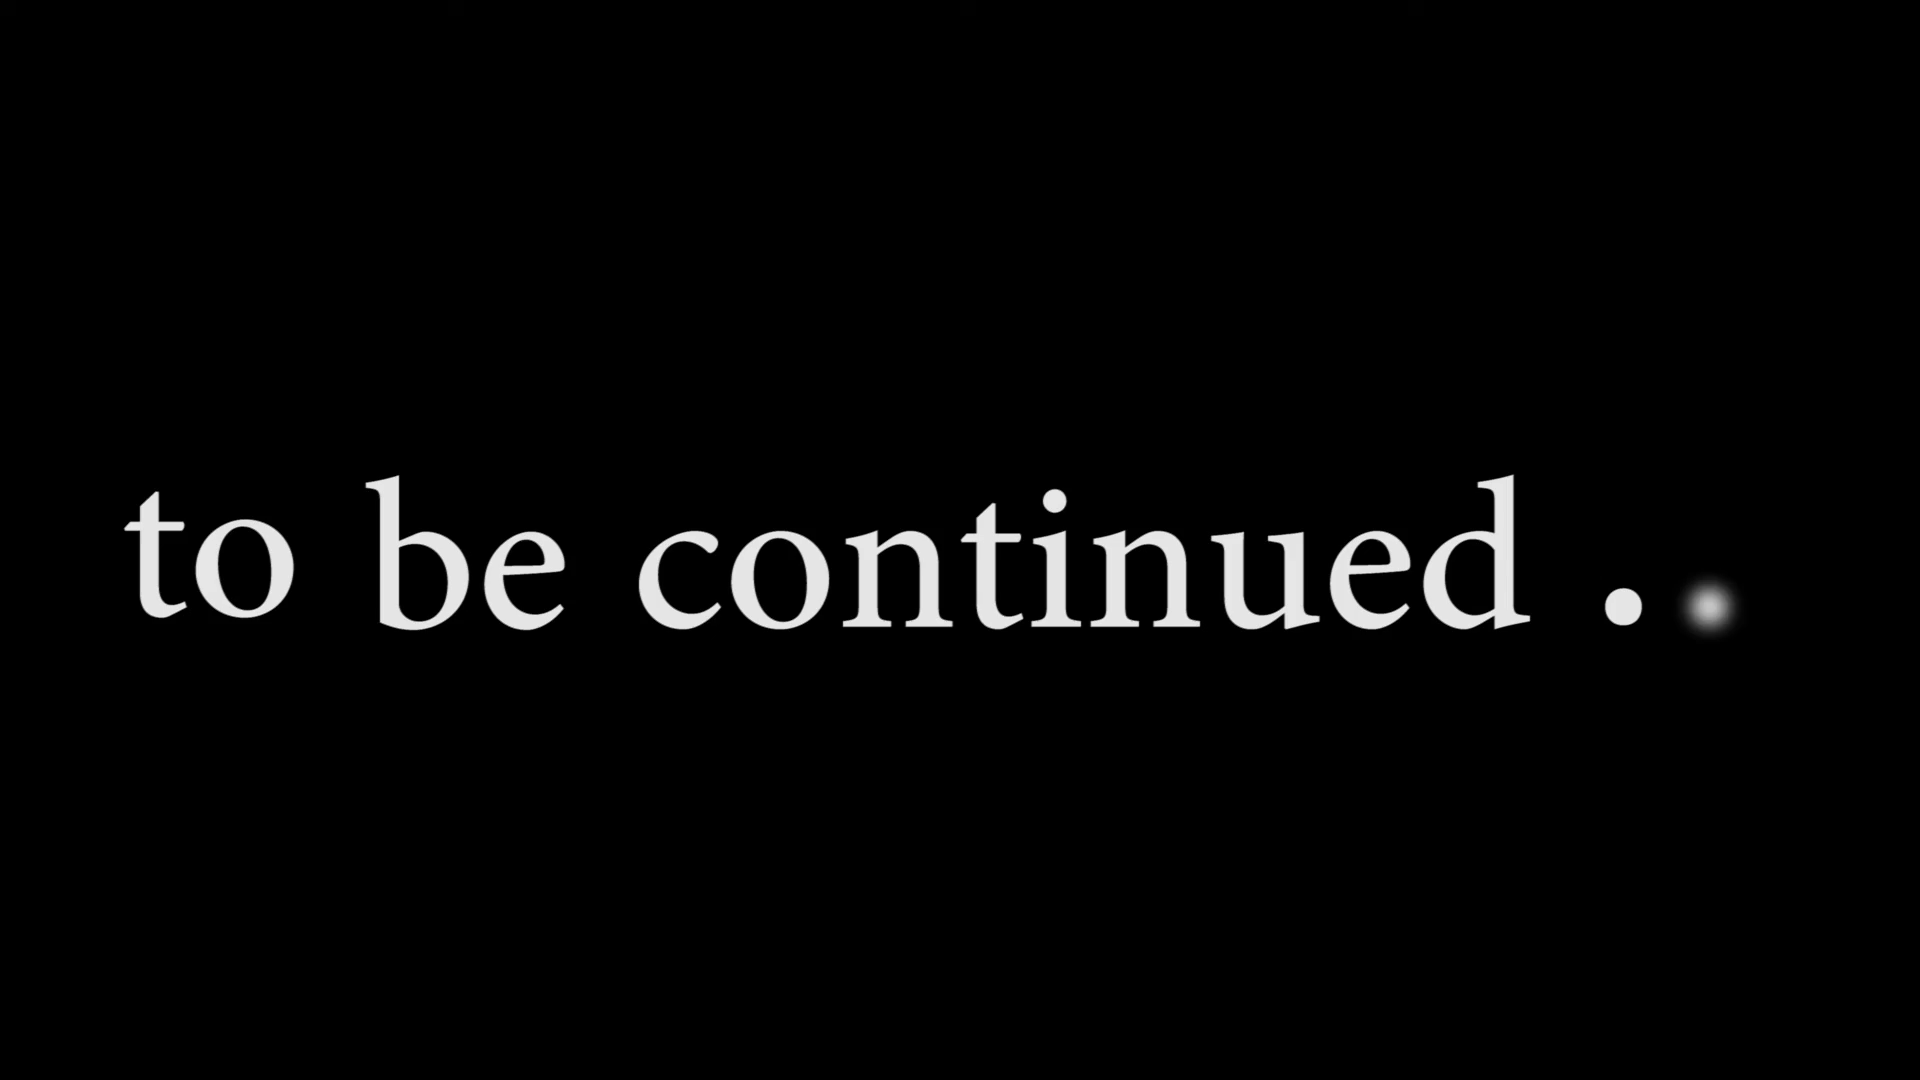 to be continued . .